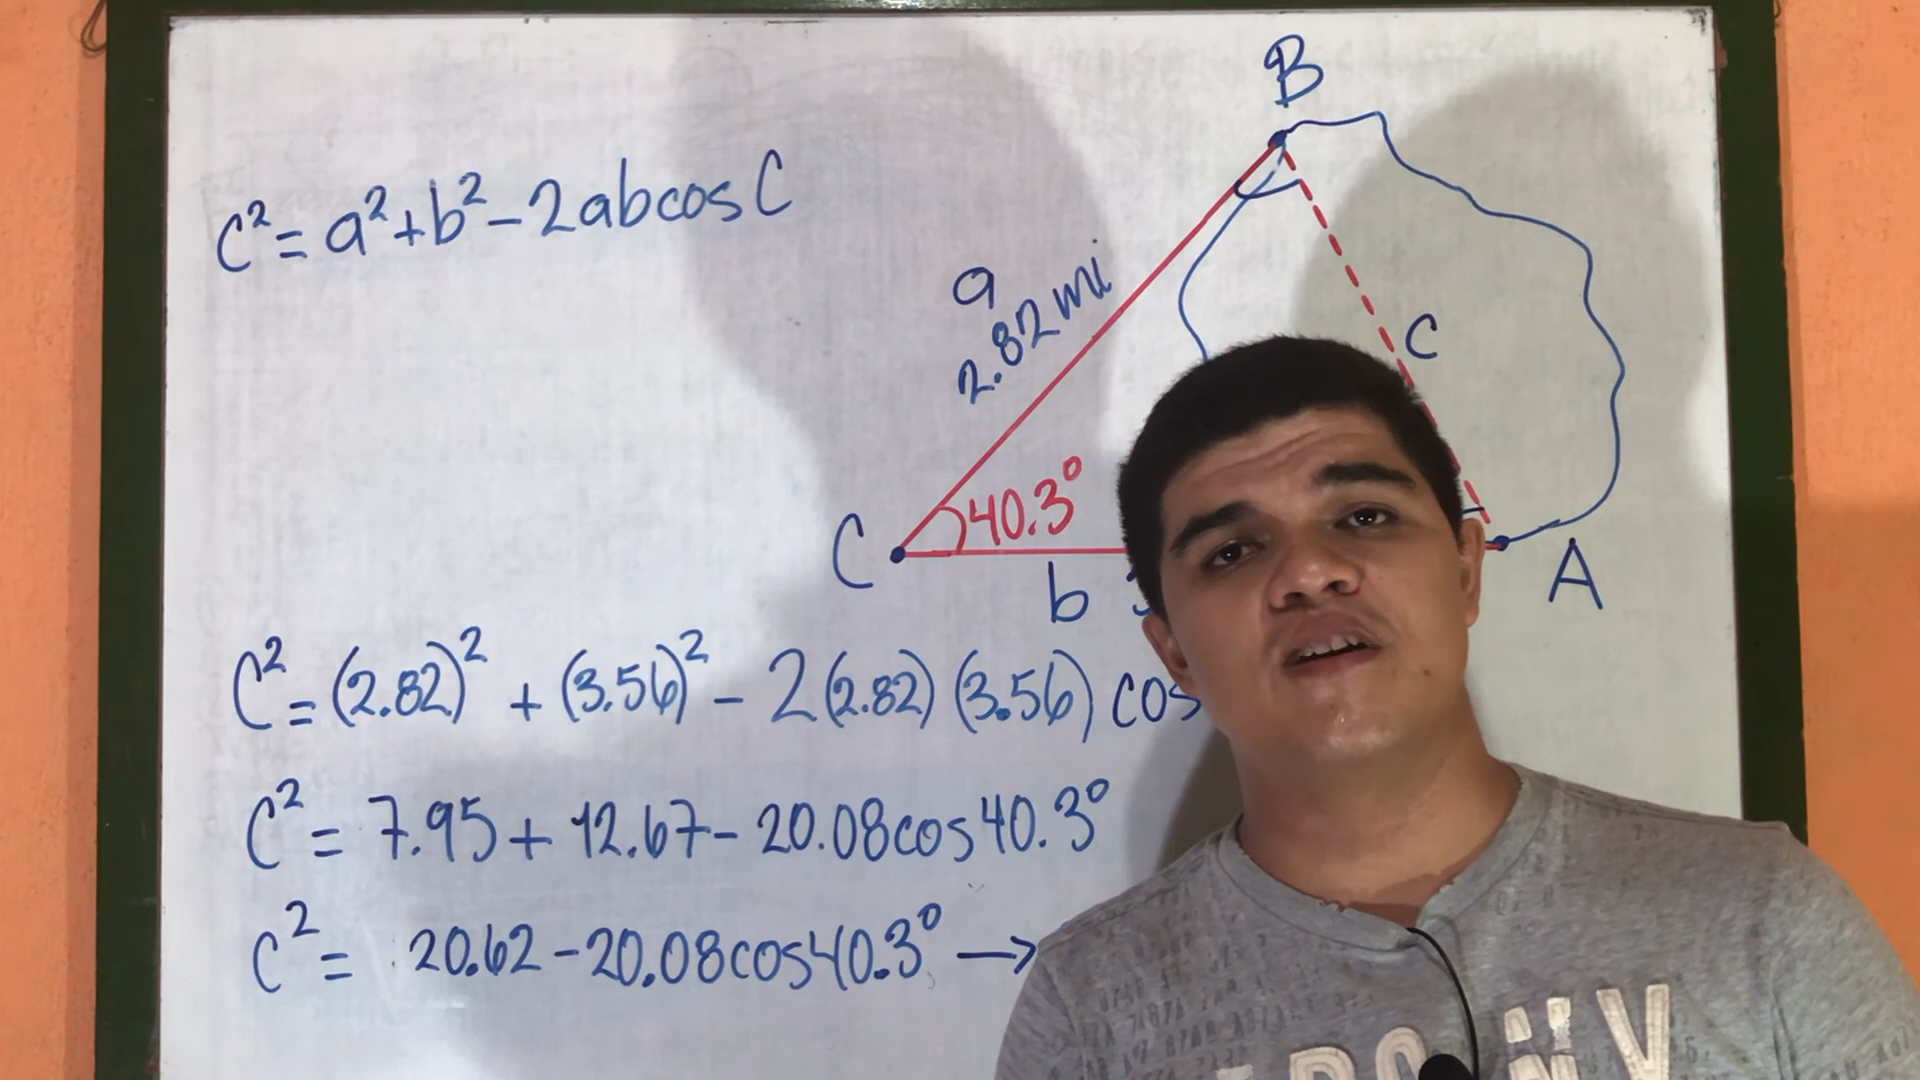 B
C² = a² + b² - 2abcosC
a
2.82 mi
C
40.3°
C
b
A
C² = (2.82)² + (3.56)² - 2(2.82)(3.56) cos
C² = 7.95 + 12.67 - 20.08cos40.3°
C² = 20.62 - 20.08cos40.3° →